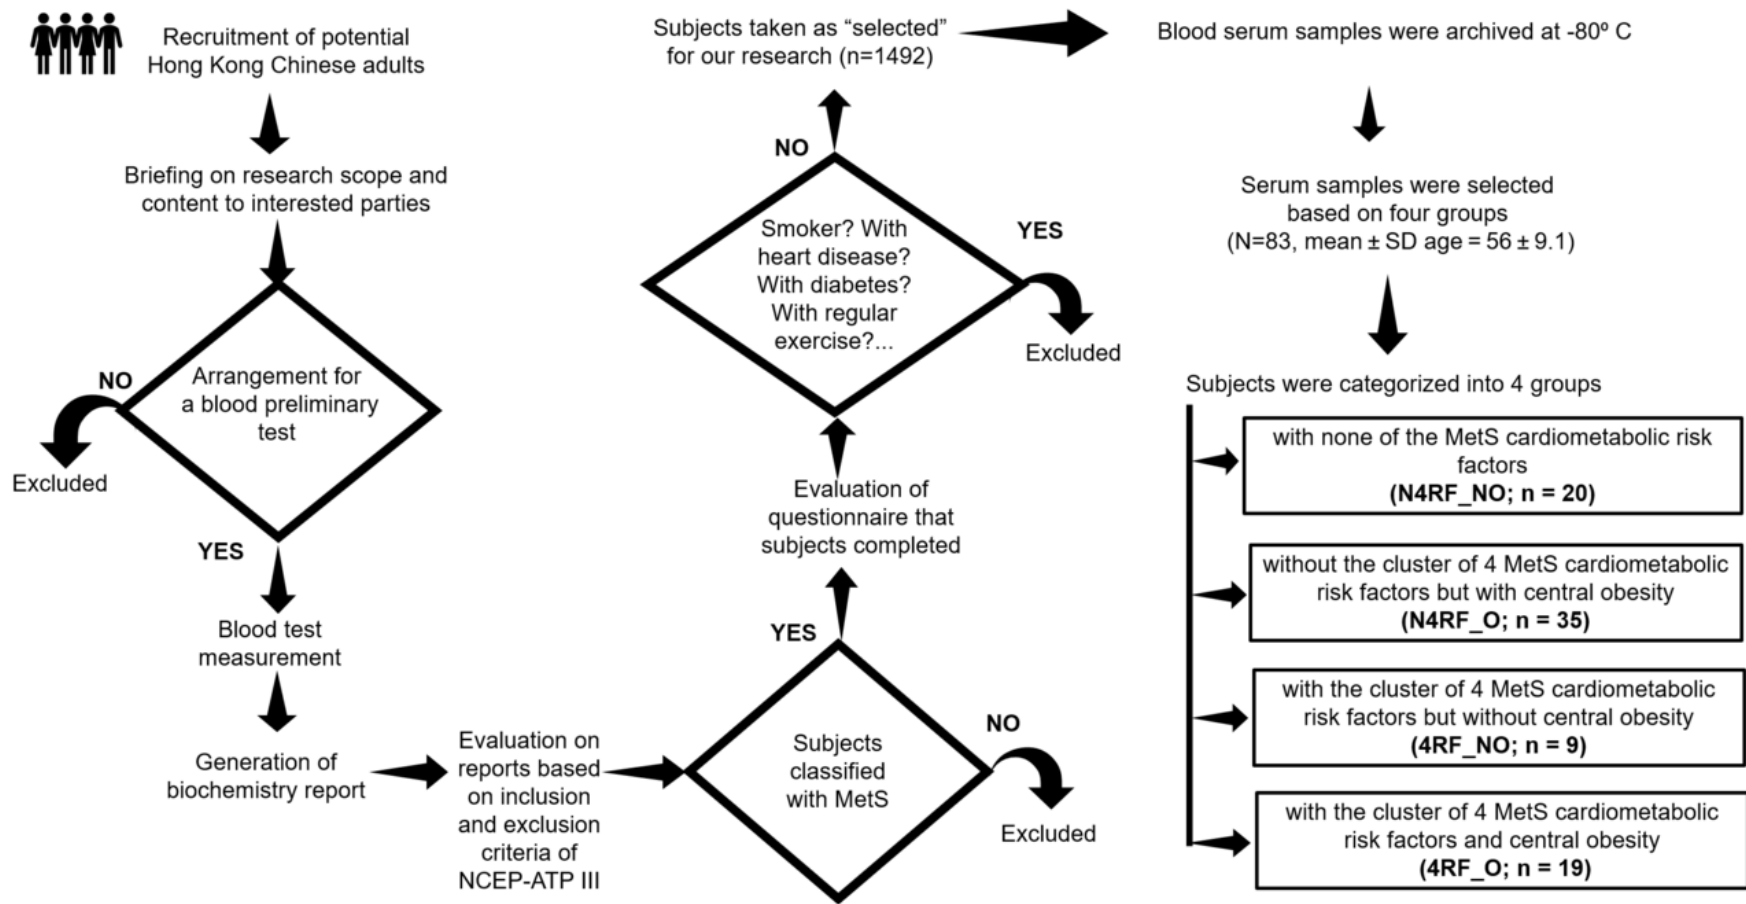 Recruitment of potential
Hong Kong Chinese adults
Briefing on research scope and
content to interested parties
Arrangement for
a blood preliminary
test
NO
Excluded
YES
Blood test
measurement
Generation of
biochemistry report
Evaluation on
reports based
on inclusion
and exclusion
criteria of
NCEP-ATP III
Subjects
classified
with MetS
NO
Excluded
YES
Evaluation of
questionnaire that
subjects completed
Smoker? With
heart disease?
With diabetes?
With regular
exercise?...
YES
Excluded
NO
Subjects taken as “selected”
for our research (n=1492)
Blood serum samples were archived at -80º C
Serum samples were selected
based on four groups
(N=83, mean ± SD age = 56 ± 9.1)
Subjects were categorized into 4 groups
with none of the MetS cardiometabolic risk
factors
(N4RF_NO; n = 20)
without the cluster of 4 MetS cardiometabolic
risk factors but with central obesity
(N4RF_O; n = 35)
with the cluster of 4 MetS cardiometabolic
risk factors but without central obesity
(4RF_NO; n = 9)
with the cluster of 4 MetS cardiometabolic
risk factors and central obesity
(4RF_O; n = 19)